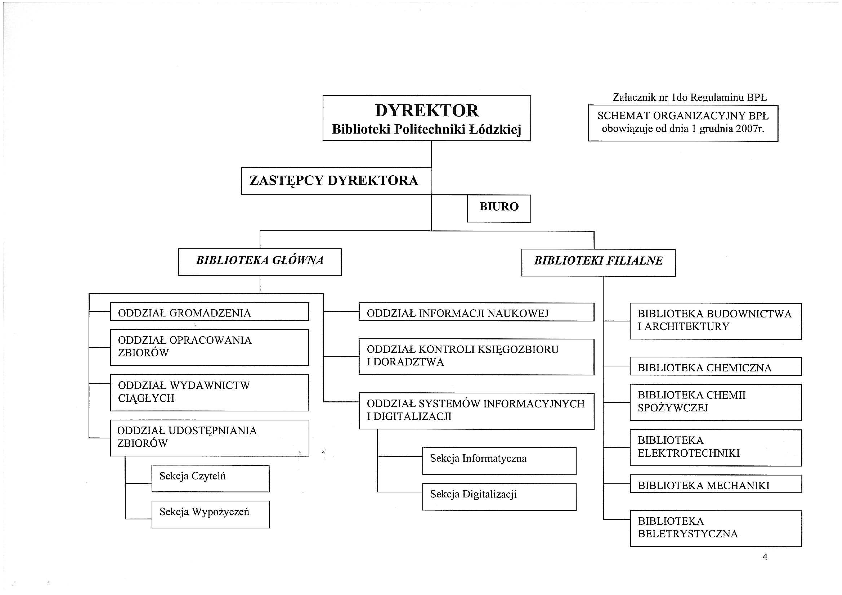 Załacznik nr 1do Regulaminu BPŁ
SCHEMAT ORGANIZACYJNY BPŁ
obowiązuje od dnia 1 grudnia 2007r.
DYREKTOR
Biblioteki Politechniki Łódzkiej
ZASTĘPCY DYREKTORA
BIURO
BIBLIOTEKA GŁÓWNA
BIBLIOTEKI FILIALNE
ODDZIAŁ GROMADZENIA
ODDZIAŁ OPRACOWANIA
ZBIORÓW
ODDZIAŁ WYDAWNICTW
CIĄGŁYCH
ODDZIAŁ UDOSTĘPNIANIA
ZBIORÓW
Sekcja Czytelń
Sekcja Wypożyczeń
ODDZIAŁ INFORMACJI NAUKOWEJ
ODDZIAŁ KONTROLI KSIĘGOZBIORU
I DORADZTWA
ODDZIAŁ SYSTEMÓW INFORMACYJNYCH
I DIGITALIZACJI
Sekcja Informatyczna
Sekcja Digitalizacji
BIBLIOTEKA BUDOWNICTWA
I ARCHITEKTURY
BIBLIOTEKA CHEMICZNA
BIBLIOTEKA CHEMII
SPOŻYWCZEJ
BIBLIOTEKA
ELEKTROTECHNIKI
BIBLIOTEKA MECHANIKI
BIBLIOTEKA
BELETRYSTYCZNA
4